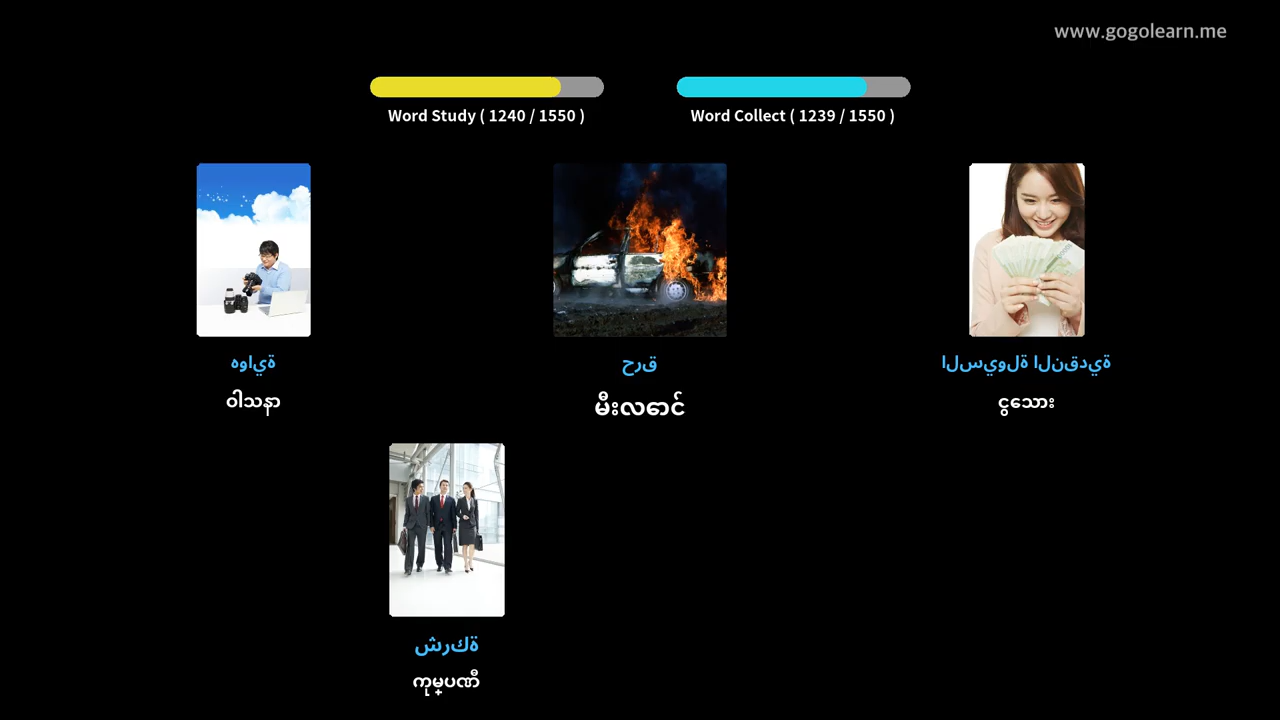 www.gogolearn.me
Word Study ( 1240 / 1550 )
Word Collect ( 1239 / 1550 )
هواية
ဝါသနာ
حرق
မီးလောင်
السيولة النقدية
ငွေသား
شركة
ကုမ္ပဏီ